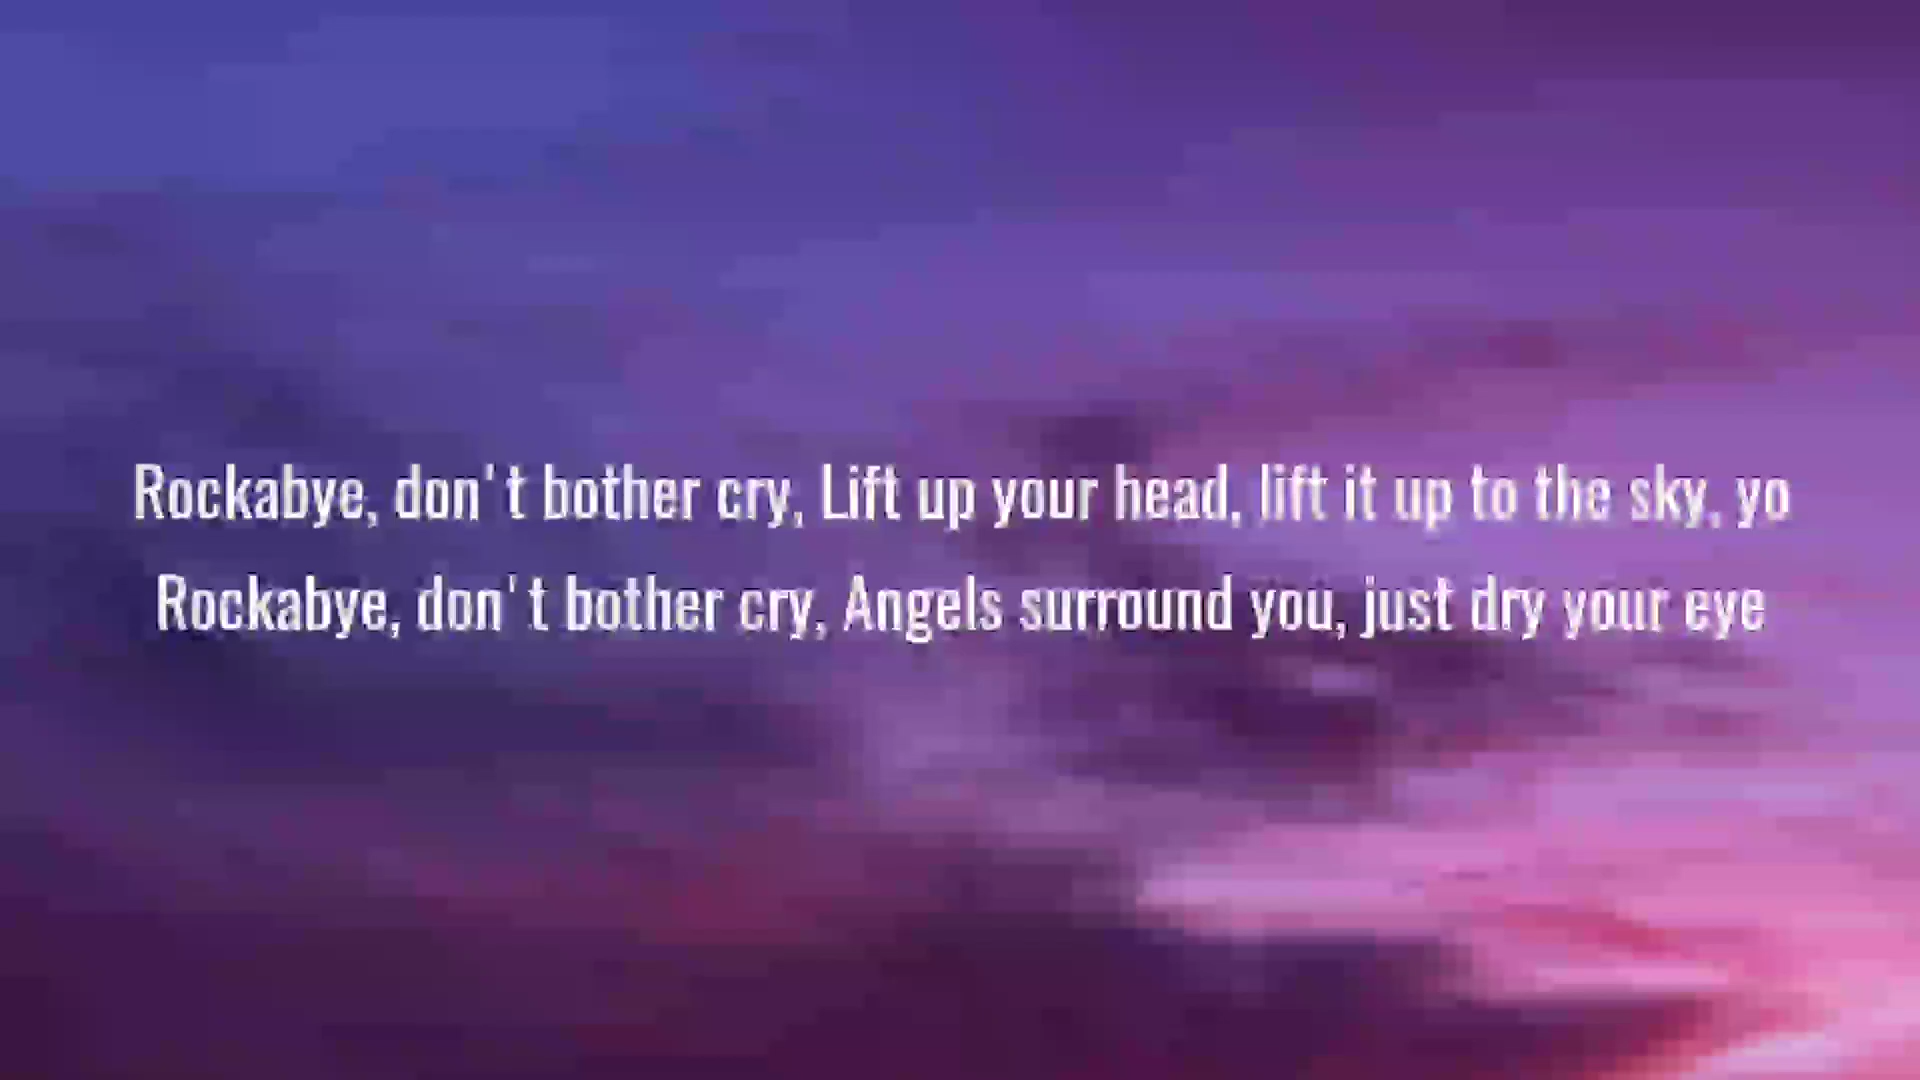 Rockabye, don't bother cry, Lift up your head, lift it up to the sky, yo
Rockabye, don't bother cry, Angels surround you, just dry your eye